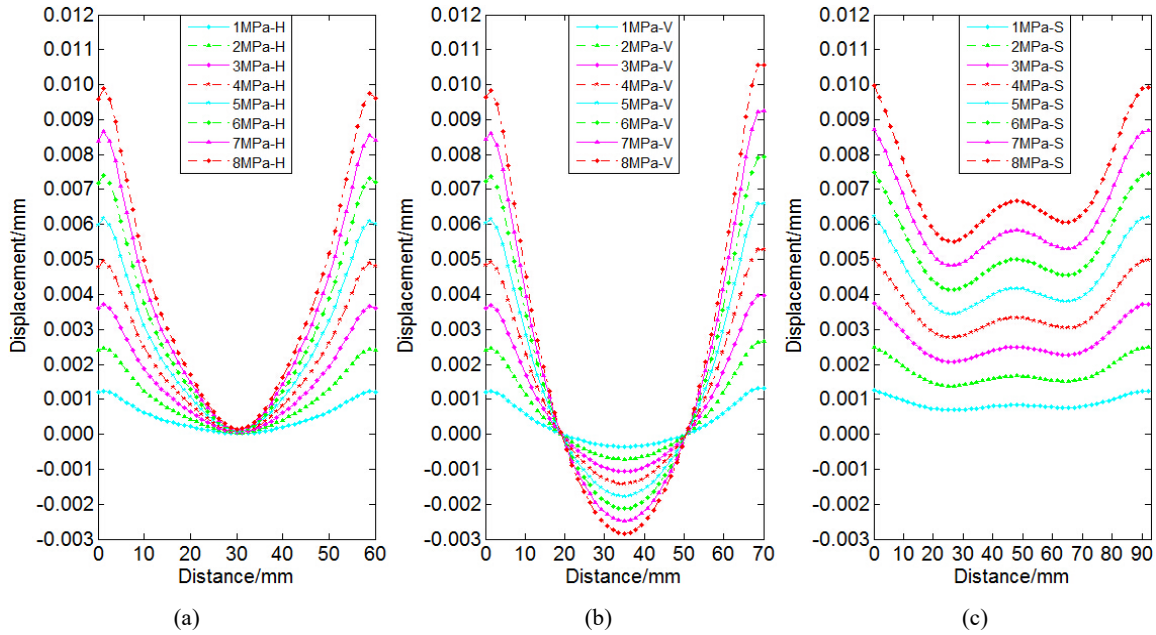 0.012
0.011
0.010
0.009
0.008
0.007
0.006
0.005
0.004
0.003
0.002
0.001
0.000
-0.001
-0.002
-0.003
Displacement/mm
1MPa-H
2MPa-H
3MPa-H
4MPa-H
5MPa-H
6MPa-H
7MPa-H
8MPa-H
0 10 20 30 40 50 60
Distance/mm
(a)
0.012
0.011
0.010
0.009
0.008
0.007
0.006
0.005
0.004
0.003
0.002
0.001
0.000
-0.001
-0.002
-0.003
Displacement/mm
1MPa-V
2MPa-V
3MPa-V
4MPa-V
5MPa-V
6MPa-V
7MPa-V
8MPa-V
0 10 20 30 40 50 60 70
Distance/mm
(b)
0.012
0.011
0.010
0.009
0.008
0.007
0.006
0.005
0.004
0.003
0.002
0.001
0.000
-0.001
-0.002
-0.003
Displacement/mm
1MPa-S
2MPa-S
3MPa-S
4MPa-S
5MPa-S
6MPa-S
7MPa-S
8MPa-S
0 10 20 30 40 50 60 70 80 90
Distance/mm
(c)